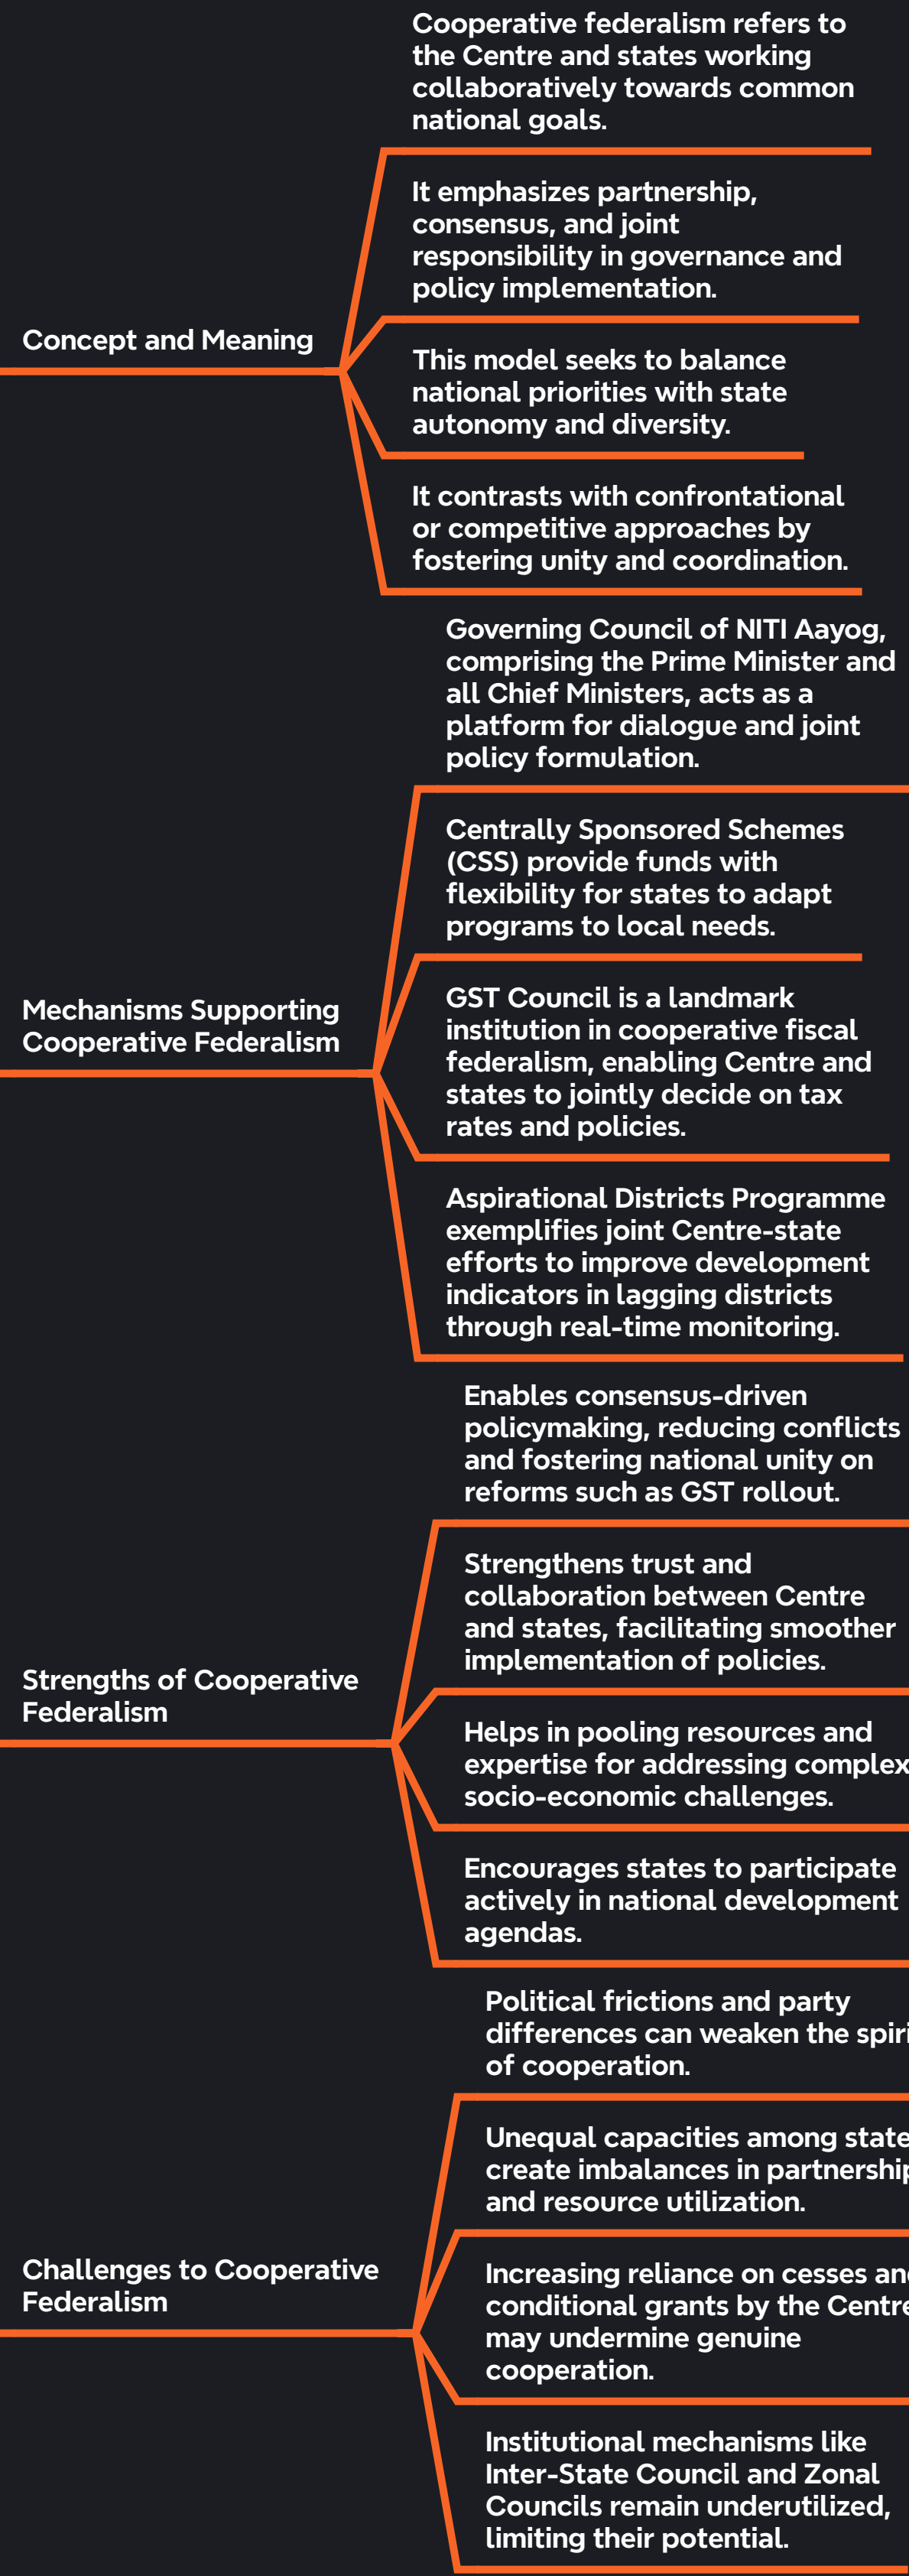 Concept and Meaning
Cooperative federalism refers to
the Centre and states working
collaboratively towards common
national goals.
It emphasizes partnership,
consensus, and joint
responsibility in governance and
policy implementation.
This model seeks to balance
national priorities with state
autonomy and diversity.
It contrasts with confrontational
or competitive approaches by
fostering unity and coordination.
Mechanisms Supporting
Cooperative Federalism
Governing Council of NITI Aayog,
comprising the Prime Minister and
all Chief Ministers, acts as a
platform for dialogue and joint
policy formulation.
Centrally Sponsored Schemes
(CSS) provide funds with
flexibility for states to adapt
programs to local needs.
GST Council is a landmark
institution in cooperative fiscal
federalism, enabling Centre and
states to jointly decide on tax
rates and policies.
Aspirational Districts Programme
exemplifies joint Centre-state
efforts to improve development
indicators in lagging districts
through real-time monitoring.
Strengths of Cooperative
Federalism
Enables consensus-driven
policymaking, reducing conflicts
and fostering national unity on
reforms such as GST rollout.
Strengthens trust and
collaboration between Centre
and states, facilitating smoother
implementation of policies.
Helps in pooling resources and
expertise for addressing complex
socio-economic challenges.
Encourages states to participate
actively in national development
agendas.
Challenges to Cooperative
Federalism
Political frictions and party
differences can weaken the
of cooperation.
Unequal capacities among
create imbalances in
and resource utilization.
Increasing reliance on cesses
conditional grants by the
may undermine genuine
cooperation.
Institutional mechanisms like
Inter-State Council and Zonal
Councils remain underutilized,
limiting their potential.